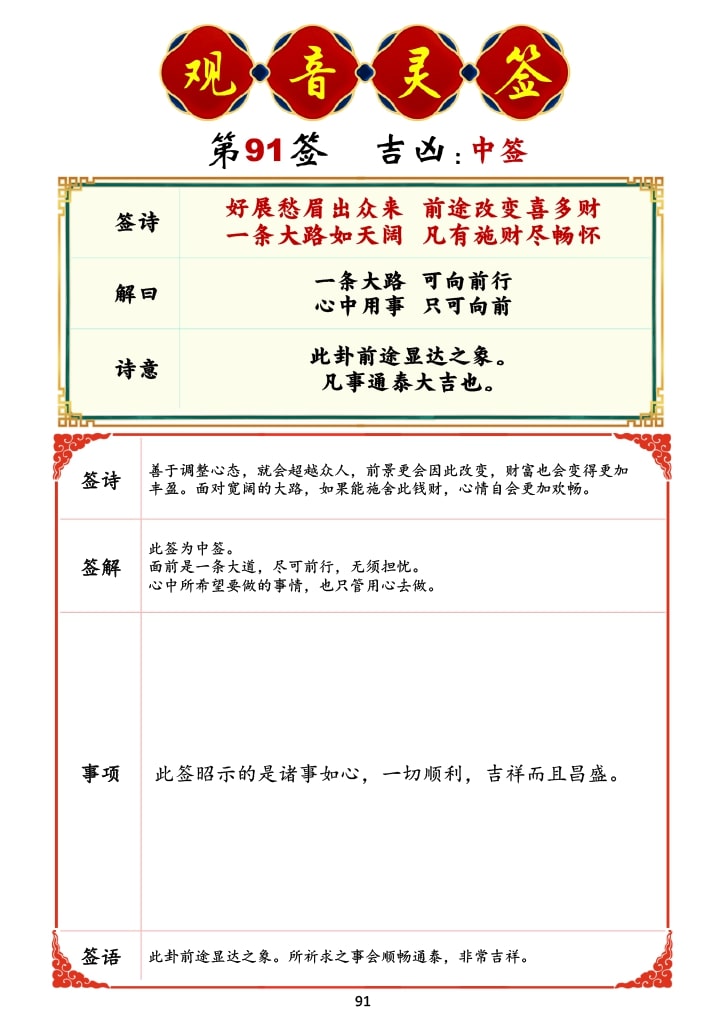 观音灵签
第91签 吉凶:中签
签诗
好展愁眉出众来 前途改变喜多财
一条大路如天阔 凡有施财尽畅怀
解曰
一条大路 可向前行
心中用事 只可向前
诗意
此卦前途显达之象。
凡事通泰大吉也。
签诗
善于调整心态，就会超越众人，前景更会因此改变，财富也会变得更加
丰盈。面对宽阔的大路，如果能施舍此钱财，心情自会更加欢畅。
签解
此签为中签。
面前是一条大道，尽可前行，无须担忧。
心中所希望要做的事情，也只管用心去做。
事项
此签昭示的是诸事如心，一切顺利，吉祥而且昌盛。
签语
此卦前途显达之象。所祈求之事会顺畅通泰，非常吉祥。
91